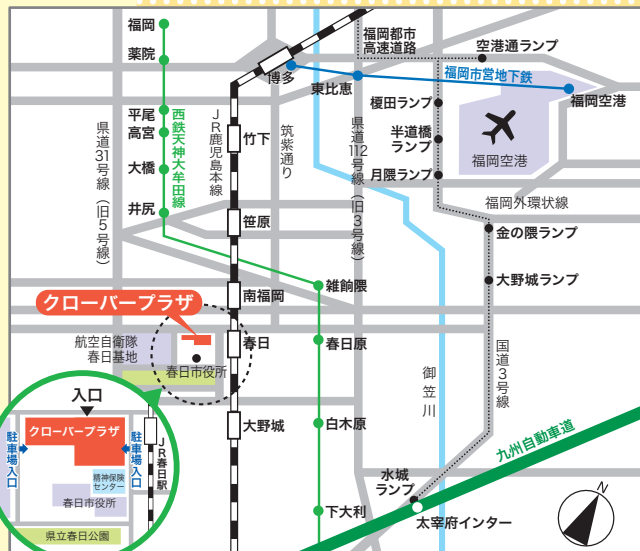 福岡
薬院
平尾
高宮
大橋
井尻
西鉄天神大牟田線
県道31号線（旧5号線）
JR鹿児島本線
筑紫通り
県道112号線（旧3号線）
福岡都市
高速道路
空港通ランプ
福岡市営地下鉄
博多
東比恵
福岡空港
榎田ランプ
半道橋
ランプ
福岡空港
月隈ランプ
福岡外環状線
金の隈ランプ
大野城ランプ
竹下
笹原
南福岡
雑餉隈
クローバープラザ
航空自衛隊
春日基地
春日市役所
春日
春日原
御笠川
国道3号線
大野城
白木原
九州自動車道
水城
ランプ
下大利
太宰府インター
N
入口
クローバープラザ
駐車場入口
駐車場入口
JR春日駅
精神保険
センター
春日市役所
県立春日公園